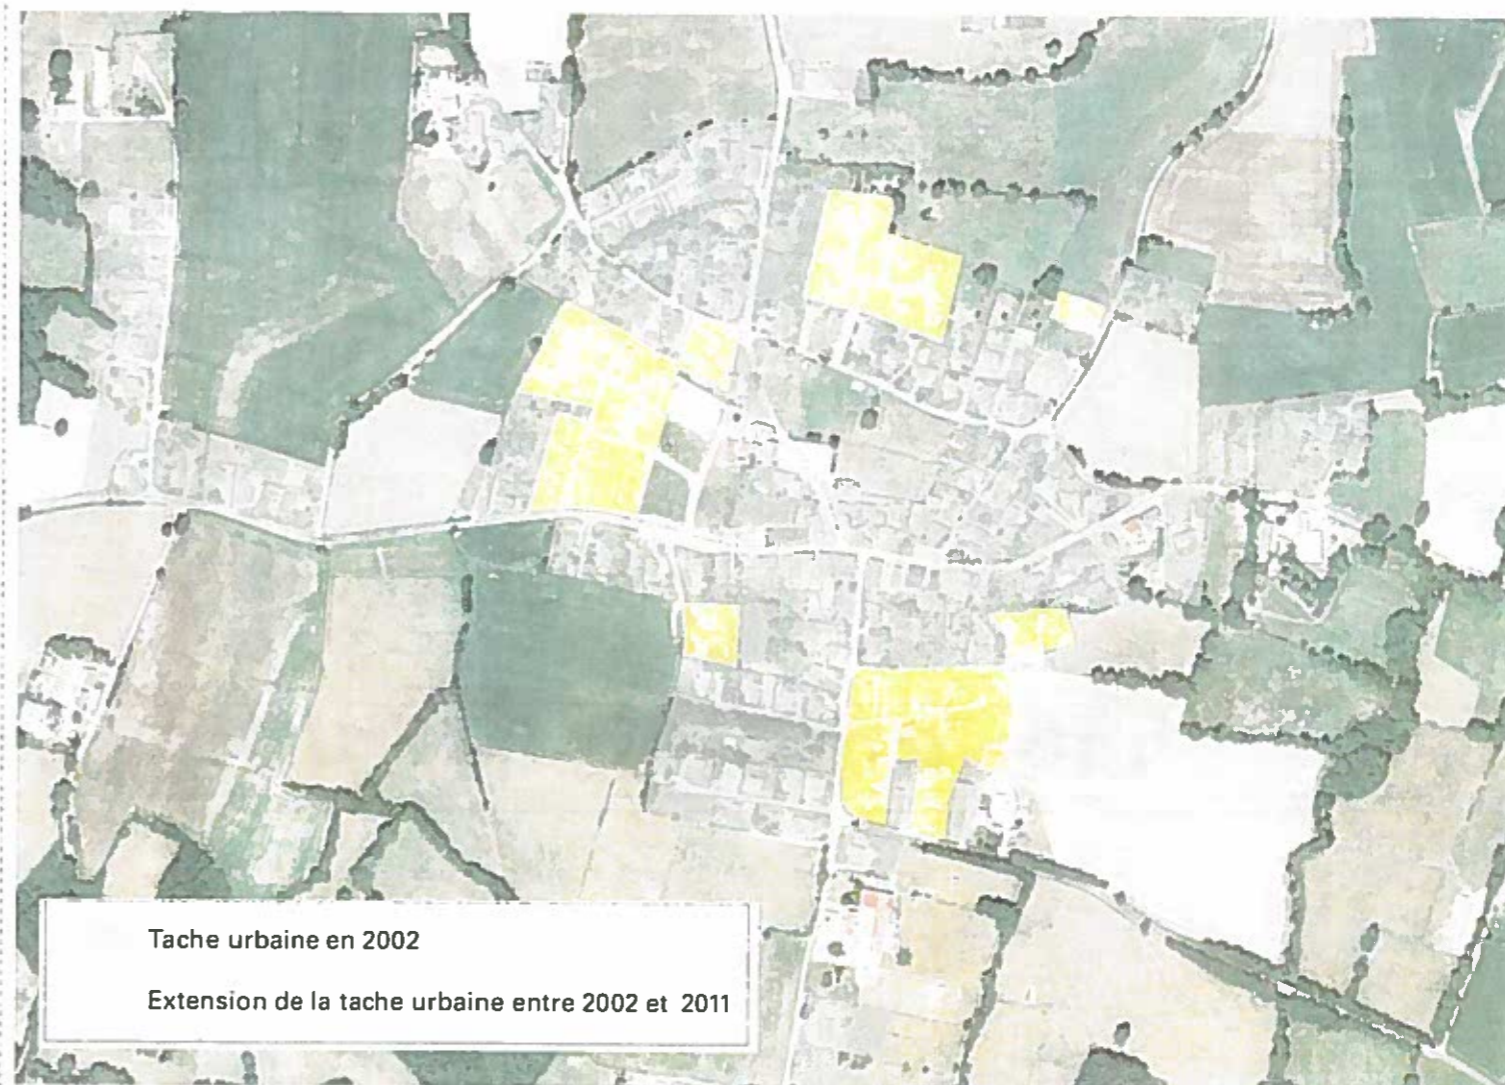 Tache urbaine en 2002
Extension de la tache urbaine entre 2002 et 2011